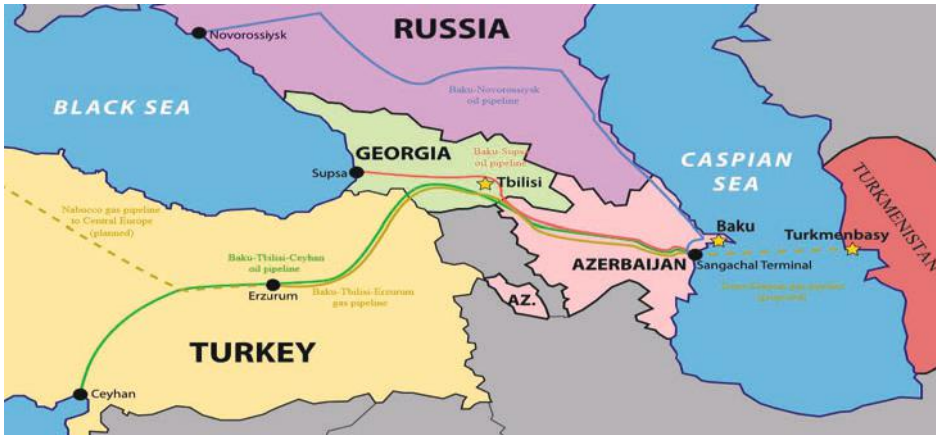 RUSSIA
Novorossiysk
BLACK SEA
Baku-Novorossiysk
oil pipeline
GEORGIA
Baku-Supsa
oil pipeline
Supsa
Tbilisi
CASPIAN
SEA
TURKMENISTAN
Nabucco gas pipeline
to Central Europe
(planned)
Baku
Turkmenbasy
Baku-Tbilisi-Ceyhan
oil pipeline
AZERBAIJAN
Sangachal Terminal
Baku-Tbilisi-Erzurum
gas pipeline
Erzurum
AZ.
TURKEY
Ceyhan